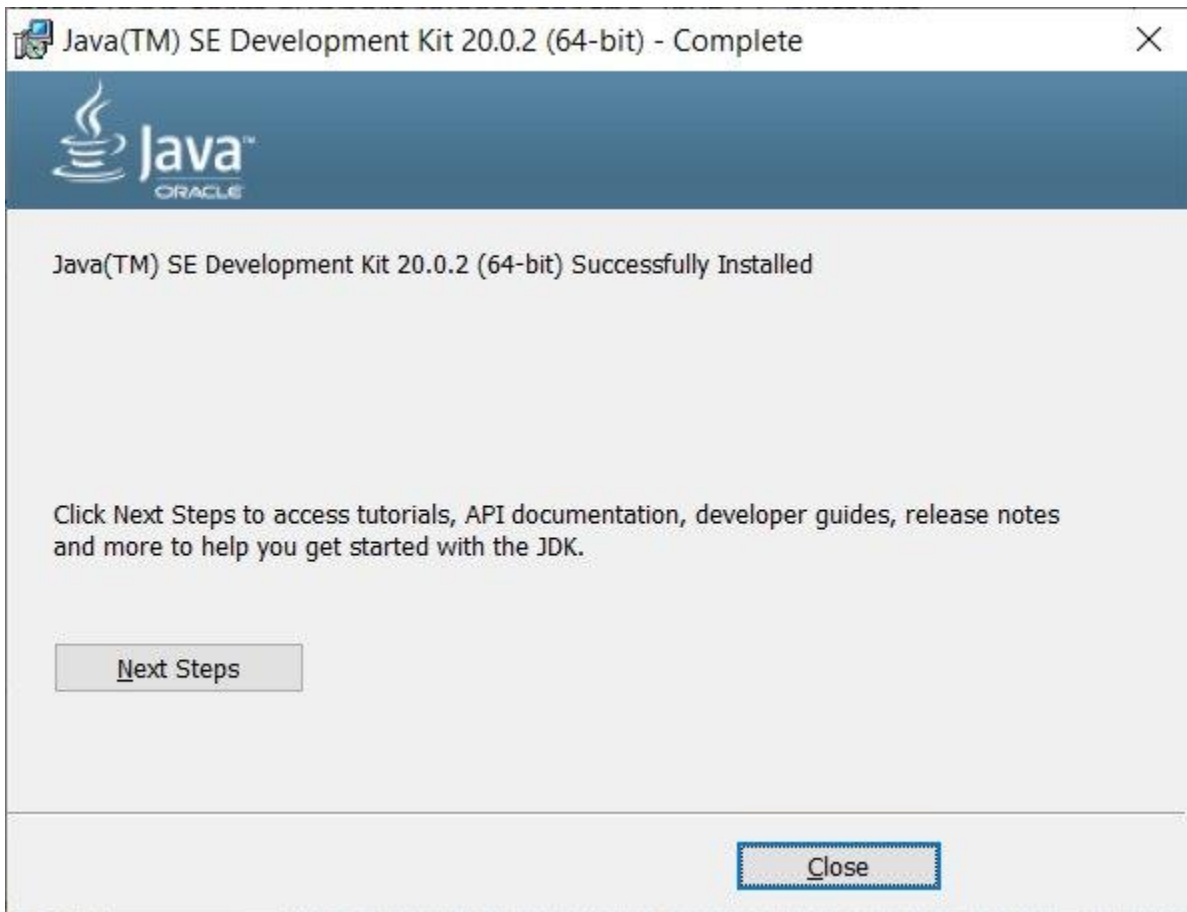 Java(TM) SE Development Kit 20.0.2 (64-bit) - Complete
Java™
ORACLE
Java(TM) SE Development Kit 20.0.2 (64-bit) Successfully Installed
Click Next Steps to access tutorials, API documentation, developer guides, release notes
and more to help you get started with the JDK.
Next Steps
Close